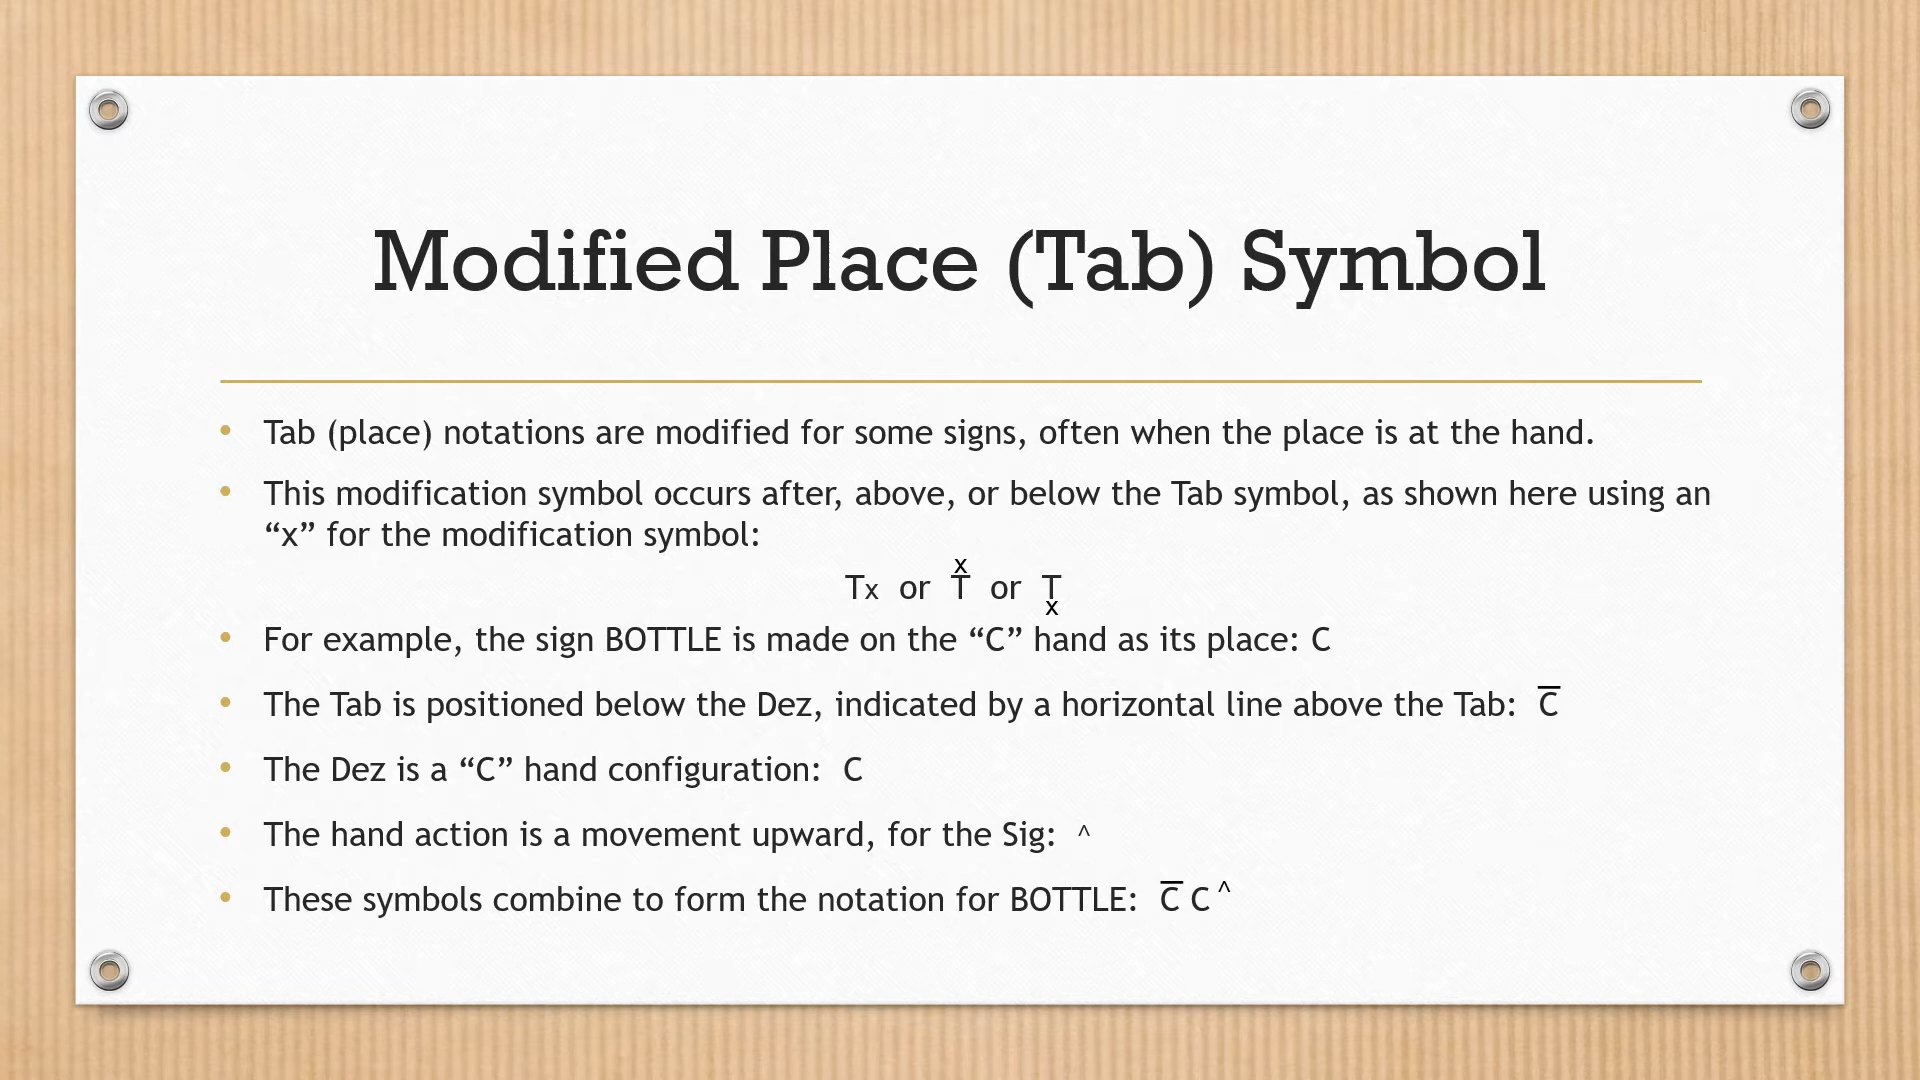 Modified Place (Tab) Symbol
• Tab (place) notations are modified for some signs, often when the place is at the hand.
• This modification symbol occurs after, above, or below the Tab symbol, as shown here using an
“x” for the modification symbol:
x
Tx or T or T
x
• For example, the sign BOTTLE is made on the “C” hand as its place: C
• The Tab is positioned below the Dez, indicated by a horizontal line above the Tab: C̅
• The Dez is a “C” hand configuration: C
• The hand action is a movement upward, for the Sig: ^
• These symbols combine to form the notation for BOTTLE: C̅ C ^